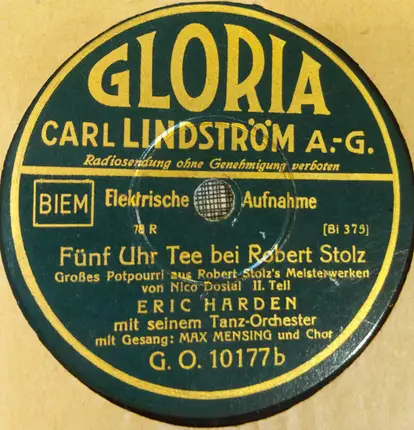 GLORIA
CARL LINDSTRÖM A.-G.
Radiosendung ohne Genehmigung verboten
BIEM Elektrische Aufnahme
78 R [Bi 375]
Fünf Uhr Tee bei Robert Stolz
Großes Potpourri aus Robert Stolz's Meisterwerken
von Nico Dostal II. Teil
ERIC HARDEN
mit seinem Tanz-Orchester
mit Gesang: MAX MENSING und Chor
G. O. 10177b